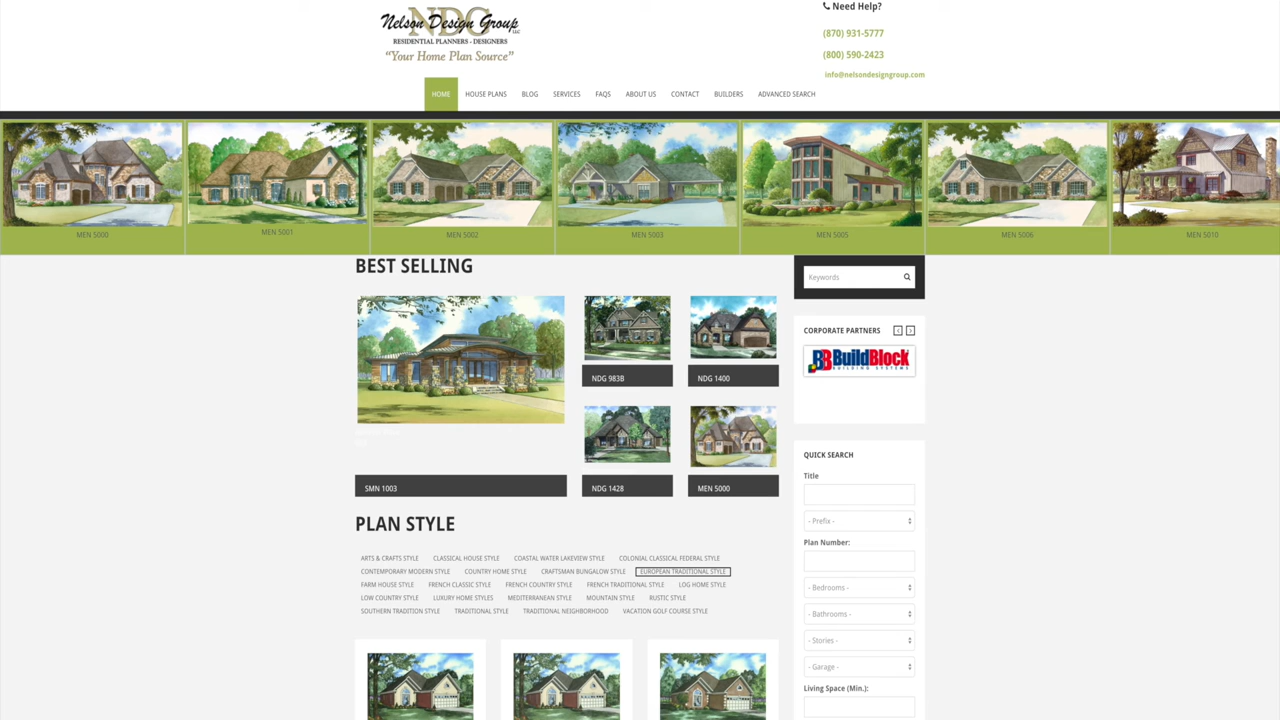 NDG
Nelson Design Group LLC
RESIDENTIAL PLANNERS - DESIGNERS
"Your Home Plan Source"
Need Help?
(870) 931-5777
(800) 590-2423
info@nelsondesigngroup.com
HOME HOUSE PLANS BLOG SERVICES FAQS ABOUT US CONTACT BUILDERS ADVANCED SEARCH
MEN 5000 MEN 5001 MEN 5002 MEN 5003 MEN 5005 MEN 5006 MEN 5010
BEST SELLING
SMN 1003
NDG 983B
NDG 1400
NDG 1428
MEN 5000
PLAN STYLE
ARTS & CRAFTS STYLE CLASSICAL HOUSE STYLE COASTAL WATER LAKEVIEW STYLE COLONIAL CLASSICAL FEDERAL STYLE
CONTEMPORARY MODERN STYLE COUNTRY HOME STYLE CRAFTSMAN BUNGALOW STYLE EUROPEAN TRADITIONAL STYLE
FARM HOUSE STYLE FRENCH CLASSIC STYLE FRENCH COUNTRY STYLE FRENCH TRADITIONAL STYLE LOG HOME STYLE
LOW COUNTRY STYLE LUXURY HOME STYLES MEDITERRANEAN STYLE MOUNTAIN STYLE RUSTIC STYLE
SOUTHERN TRADITION STYLE TRADITIONAL STYLE TRADITIONAL NEIGHBORHOOD VACATION GOLF COURSE STYLE
Keywords
CORPORATE PARTNERS
BB BuildBlock
BUILDING SYSTEMS
QUICK SEARCH
Title
- Prefix -
Plan Number:
- Bedrooms -
- Bathrooms -
- Stories -
- Garage -
Living Space (Min.):